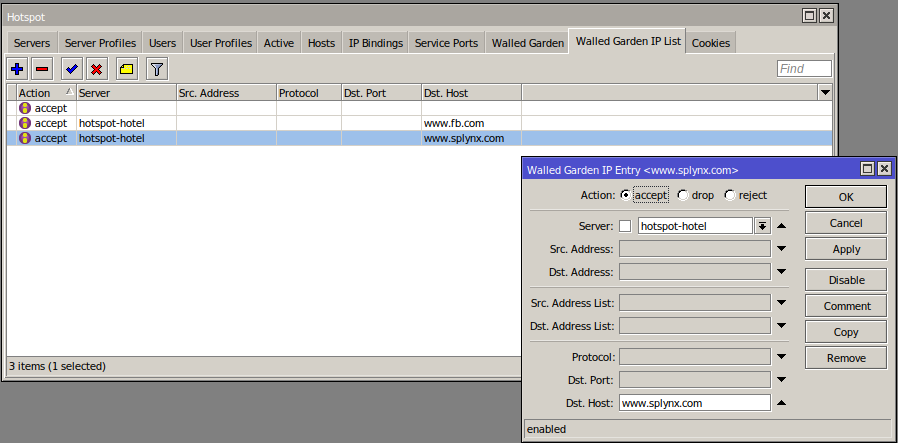 Hotspot
Servers Server Profiles Users User Profiles Active Hosts IP Bindings Service Ports Walled Garden Walled Garden IP List Cookies
Find
Action Server Src. Address Protocol Dst. Port Dst. Host
accept
accept hotspot-hotel www.fb.com
accept hotspot-hotel www.splynx.com
3 items (1 selected)
Walled Garden IP Entry <www.splynx.com>
Action: accept drop reject
Server: hotspot-hotel
Src. Address:
Dst. Address:
Src. Address List:
Dst. Address List:
Protocol:
Dst. Port:
Dst. Host: www.splynx.com
OK
Cancel
Apply
Disable
Comment
Copy
Remove
enabled